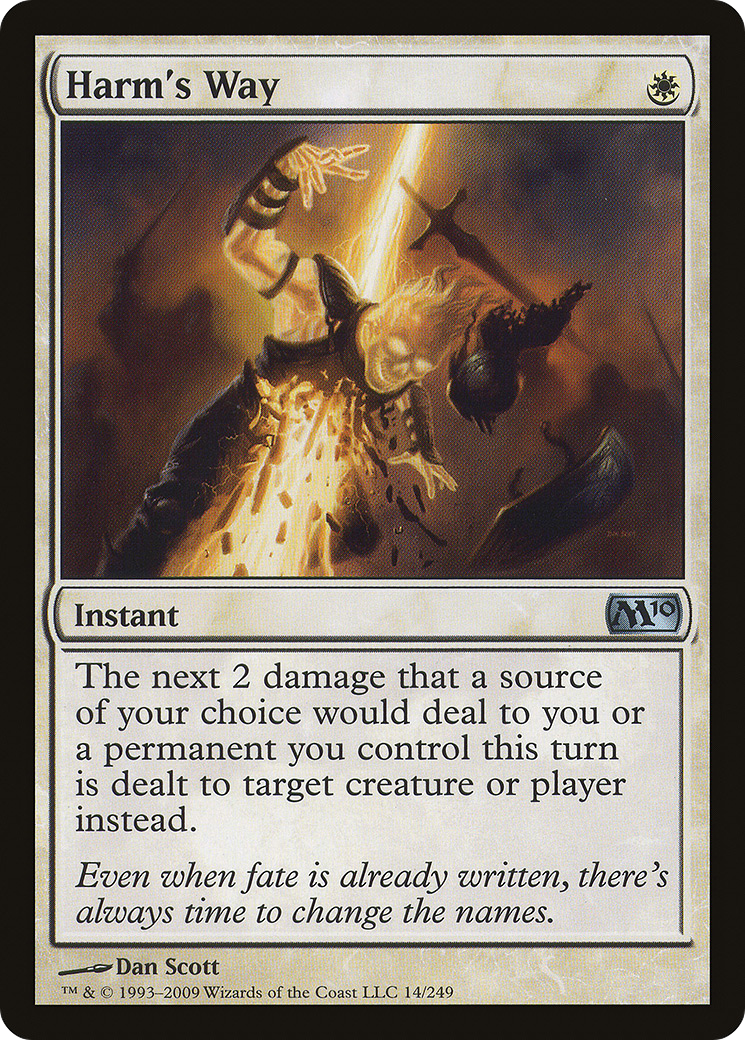 Harm's Way
DAN SCOTT
Instant
M10
The next 2 damage that a source
of your choice would deal to you or
a permanent you control this turn
is dealt to target creature or player
instead.
Even when fate is already written, there's
always time to change the names.
Dan Scott
™ & © 1993–2009 Wizards of the Coast LLC 14/249